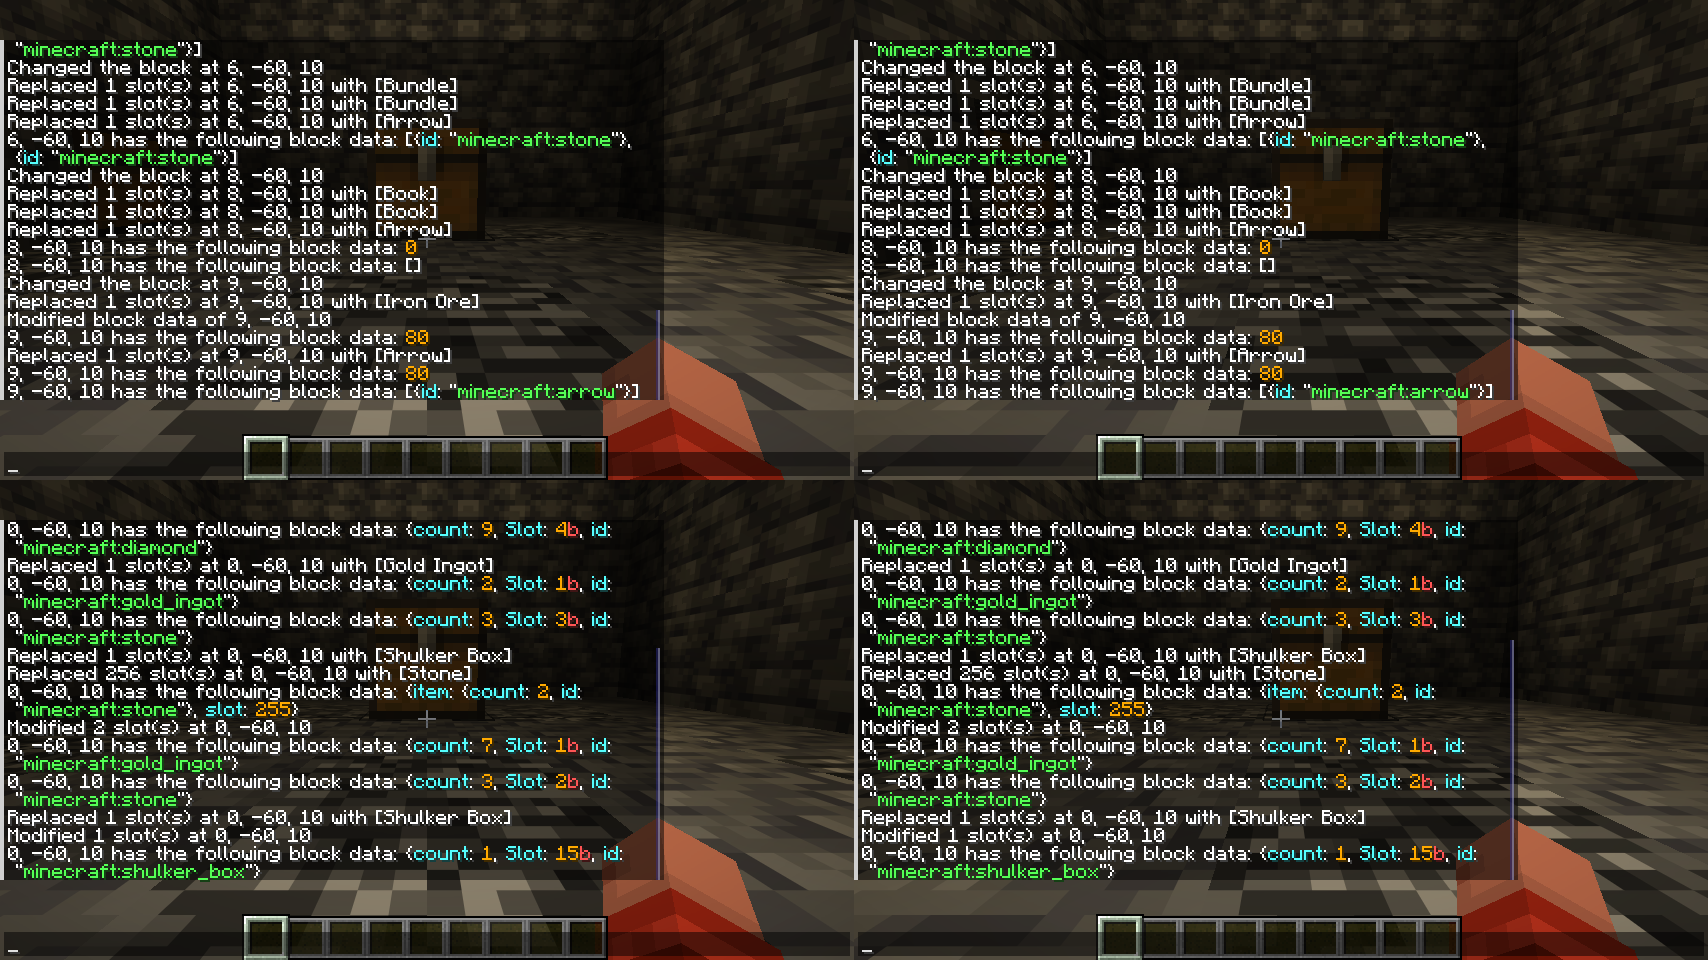 "minecraft:stone"}]
Changed the block at 6, -60, 10
Replaced 1 slot(s) at 6, -60, 10 with [Bundle]
Replaced 1 slot(s) at 6, -60, 10 with [Bundle]
Replaced 1 slot(s) at 6, -60, 10 with [Arrow]
6, -60, 10 has the following block data: [{id: "minecraft:stone"},
{id: "minecraft:stone"}]
Changed the block at 8, -60, 10
Replaced 1 slot(s) at 8, -60, 10 with [Book]
Replaced 1 slot(s) at 8, -60, 10 with [Book]
Replaced 1 slot(s) at 8, -60, 10 with [Arrow]
8, -60, 10 has the following block data: 0
8, -60, 10 has the following block data: []
Changed the block at 9, -60, 10
Replaced 1 slot(s) at 9, -60, 10 with [Iron Ore]
Modified block data of 9, -60, 10
9, -60, 10 has the following block data: 80
Replaced 1 slot(s) at 9, -60, 10 with [Arrow]
9, -60, 10 has the following block data: 80
9, -60, 10 has the following block data: [{id: "minecraft:arrow"}]
_
"minecraft:stone"}]
Changed the block at 6, -60, 10
Replaced 1 slot(s) at 6, -60, 10 with [Bundle]
Replaced 1 slot(s) at 6, -60, 10 with [Bundle]
Replaced 1 slot(s) at 6, -60, 10 with [Arrow]
6, -60, 10 has the following block data: [{id: "minecraft:stone"},
{id: "minecraft:stone"}]
Changed the block at 8, -60, 10
Replaced 1 slot(s) at 8, -60, 10 with [Book]
Replaced 1 slot(s) at 8, -60, 10 with [Book]
Replaced 1 slot(s) at 8, -60, 10 with [Arrow]
8, -60, 10 has the following block data: 0
8, -60, 10 has the following block data: []
Changed the block at 9, -60, 10
Replaced 1 slot(s) at 9, -60, 10 with [Iron Ore]
Modified block data of 9, -60, 10
9, -60, 10 has the following block data: 80
Replaced 1 slot(s) at 9, -60, 10 with [Arrow]
9, -60, 10 has the following block data: 80
9, -60, 10 has the following block data: [{id: "minecraft:arrow"}]
_
0, -60, 10 has the following block data: {count: 9, Slot: 4b, id:
"minecraft:diamond"}
Replaced 1 slot(s) at 0, -60, 10 with [Gold Ingot]
0, -60, 10 has the following block data: {count: 2, Slot: 1b, id:
"minecraft:gold_ingot"}
0, -60, 10 has the following block data: {count: 3, Slot: 3b, id:
"minecraft:stone"}
Replaced 1 slot(s) at 0, -60, 10 with [Shulker Box]
Replaced 256 slot(s) at 0, -60, 10 with [Stone]
0, -60, 10 has the following block data: {item: {count: 2, id:
"minecraft:stone"}, slot: 255}
Modified 2 slot(s) at 0, -60, 10
0, -60, 10 has the following block data: {count: 7, Slot: 1b, id:
"minecraft:gold_ingot"}
0, -60, 10 has the following block data: {count: 3, Slot: 2b, id:
"minecraft:stone"}
Replaced 1 slot(s) at 0, -60, 10 with [Shulker Box]
Modified 1 slot(s) at 0, -60, 10
0, -60, 10 has the following block data: {count: 1, Slot: 15b, id:
"minecraft:shulker_box"}
_
0, -60, 10 has the following block data: {count: 9, Slot: 4b, id:
"minecraft:diamond"}
Replaced 1 slot(s) at 0, -60, 10 with [Gold Ingot]
0, -60, 10 has the following block data: {count: 2, Slot: 1b, id:
"minecraft:gold_ingot"}
0, -60, 10 has the following block data: {count: 3, Slot: 3b, id:
"minecraft:stone"}
Replaced 1 slot(s) at 0, -60, 10 with [Shulker Box]
Replaced 256 slot(s) at 0, -60, 10 with [Stone]
0, -60, 10 has the following block data: {item: {count: 2, id:
"minecraft:stone"}, slot: 255}
Modified 2 slot(s) at 0, -60, 10
0, -60, 10 has the following block data: {count: 7, Slot: 1b, id:
"minecraft:gold_ingot"}
0, -60, 10 has the following block data: {count: 3, Slot: 2b, id:
"minecraft:stone"}
Replaced 1 slot(s) at 0, -60, 10 with [Shulker Box]
Modified 1 slot(s) at 0, -60, 10
0, -60, 10 has the following block data: {count: 1, Slot: 15b, id:
"minecraft:shulker_box"}
_